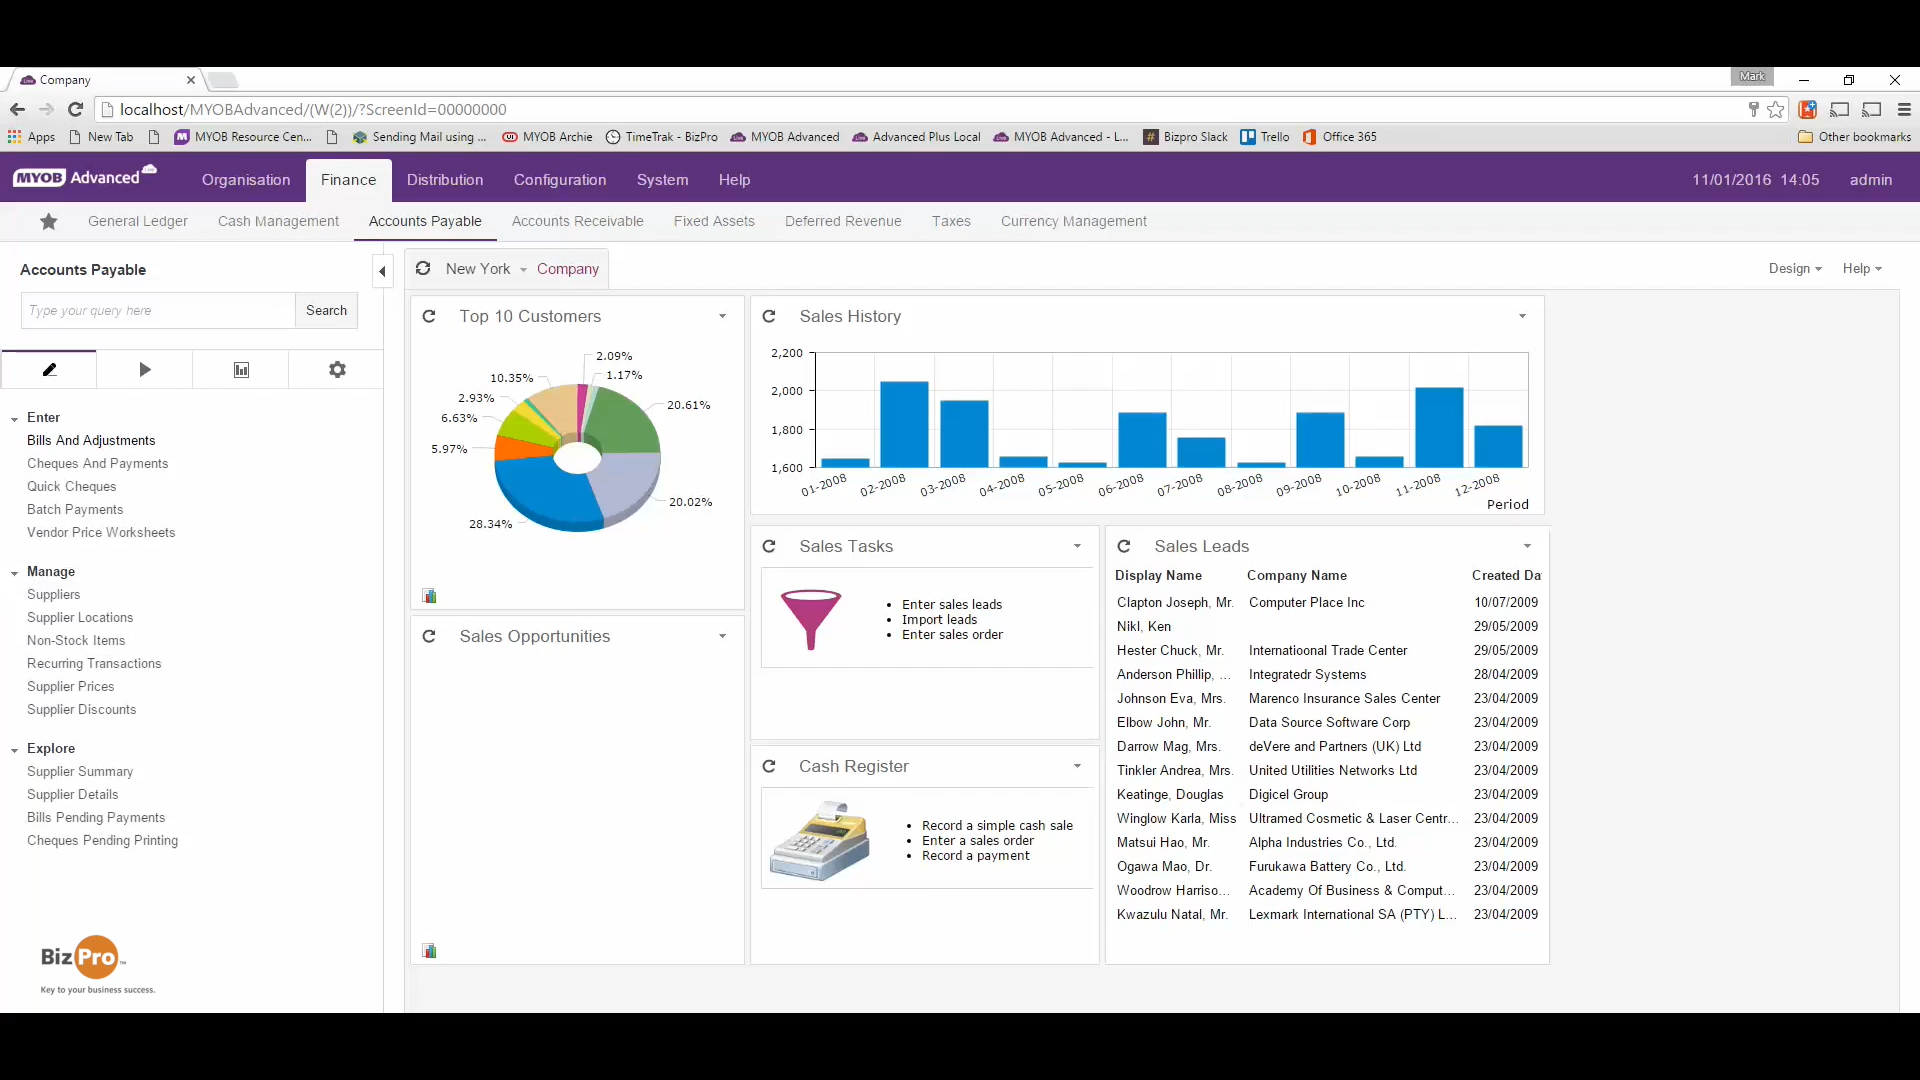 Company
Mark
localhost/MYOBAdvanced/(W(2))/?ScreenId=00000000
Apps New Tab MYOB Resource Cen... Sending Mail using ... MYOB Archie TimeTrak - BizPro MYOB Advanced Advanced Plus Local MYOB Advanced - L... Bizpro Slack Trello Office 365 Other bookmarks
MYOB Advanced Live Organisation Finance Distribution Configuration System Help 11/01/2016 14:05 admin
General Ledger Cash Management Accounts Payable Accounts Receivable Fixed Assets Deferred Revenue Taxes Currency Management
Accounts Payable
Type your query here Search
Enter
Bills And Adjustments
Cheques And Payments
Quick Cheques
Batch Payments
Vendor Price Worksheets
Manage
Suppliers
Supplier Locations
Non-Stock Items
Recurring Transactions
Supplier Prices
Supplier Discounts
Explore
Supplier Summary
Supplier Details
Bills Pending Payments
Cheques Pending Printing
BizPro™
Key to your business success.
New York Company Design Help
Top 10 Customers
2.09%
1.17%
10.35%
2.93%
20.61%
6.63%
5.97%
20.02%
28.34%
Sales History
2,200
2,000
1,800
1,600
01-2008 02-2008 03-2008 04-2008 05-2008 06-2008 07-2008 08-2008 09-2008 10-2008 11-2008 12-2008
Period
Sales Opportunities
Sales Tasks
• Enter sales leads
• Import leads
• Enter sales order
Cash Register
• Record a simple cash sale
• Enter a sales order
• Record a payment
Sales Leads
Display Name Company Name Created Da
Clapton Joseph, Mr. Computer Place Inc 10/07/2009
Nikl, Ken 29/05/2009
Hester Chuck, Mr. Internatioonal Trade Center 29/05/2009
Anderson Phillip, ... Integratedr Systems 28/04/2009
Johnson Eva, Mrs. Marenco Insurance Sales Center 23/04/2009
Elbow John, Mr. Data Source Software Corp 23/04/2009
Darrow Mag, Mrs. deVere and Partners (UK) Ltd 23/04/2009
Tinkler Andrea, Mrs. United Utilities Networks Ltd 23/04/2009
Keatinge, Douglas Digicel Group 23/04/2009
Winglow Karla, Miss Ultramed Cosmetic & Laser Centr... 23/04/2009
Matsui Hao, Mr. Alpha Industries Co., Ltd. 23/04/2009
Ogawa Mao, Dr. Furukawa Battery Co., Ltd. 23/04/2009
Woodrow Harriso... Academy Of Business & Comput... 23/04/2009
Kwazulu Natal, Mr. Lexmark International SA (PTY) L... 23/04/2009